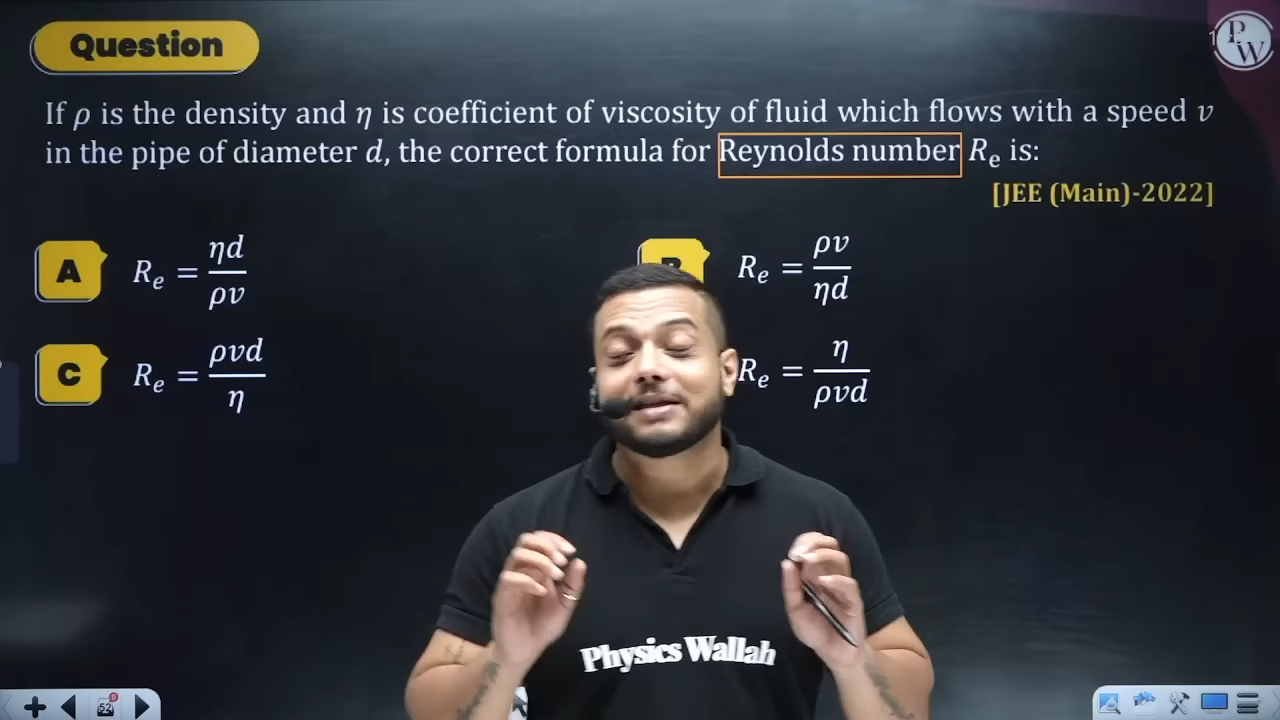 Question
If ρ is the density and η is coefficient of viscosity of fluid which flows with a speed v
in the pipe of diameter d, the correct formula for Reynolds number Re is:
[JEE (Main)-2022]
A Re = ηd/ρv
B Re = ρv/ηd
C Re = ρvd/η
Re = η/ρvd
Physics Wallah
PW
52
6